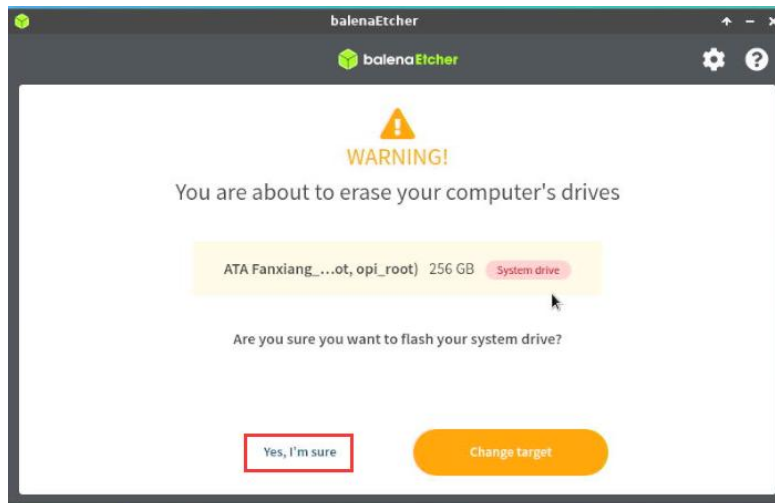 balenaEtcher
balenaEtcher
WARNING!
You are about to erase your computer's drives
ATA Fanxiang_...ot, opi_root) 256 GB System drive
Are you sure you want to flash your system drive?
Yes, I'm sure Change target